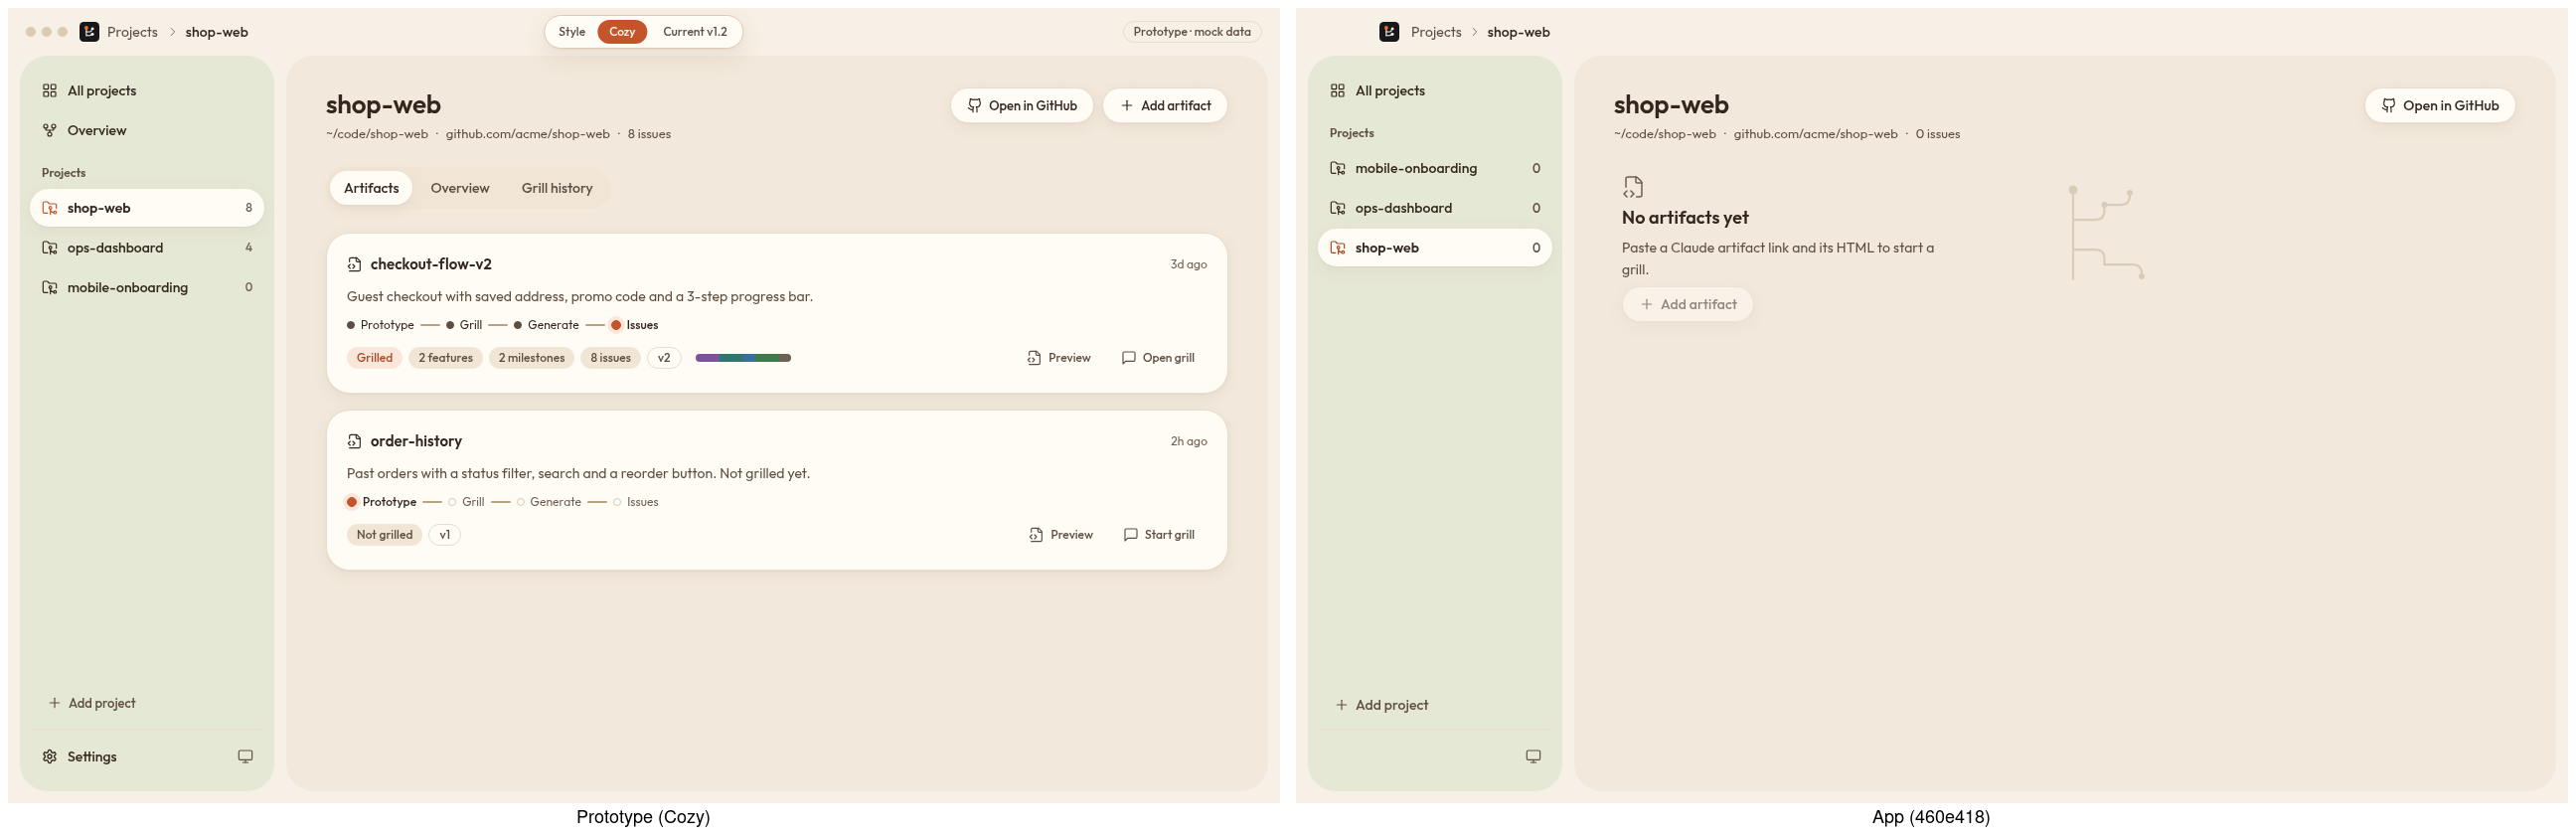 Projects > shop-web
Style Cozy Current v1.2
Prototype · mock data
All projects
Overview
Projects
shop-web 8
ops-dashboard 4
mobile-onboarding 0
Add project
Settings
shop-web
~/code/shop-web · github.com/acme/shop-web · 8 issues
Open in GitHub
Add artifact
Artifacts Overview Grill history
checkout-flow-v2 3d ago
Guest checkout with saved address, promo code and a 3-step progress bar.
Prototype Grill Generate Issues
Grilled 2 features 2 milestones 8 issues v2 Preview Open grill
order-history 2h ago
Past orders with a status filter, search and a reorder button. Not grilled yet.
Prototype Grill Generate Issues
Not grilled v1 Preview Start grill
Prototype (Cozy)
Projects > shop-web
All projects
Projects
mobile-onboarding 0
ops-dashboard 0
shop-web 0
Add project
shop-web
~/code/shop-web · github.com/acme/shop-web · 0 issues
Open in GitHub
No artifacts yet
Paste a Claude artifact link and its HTML to start a
grill.
Add artifact
App (460e418)